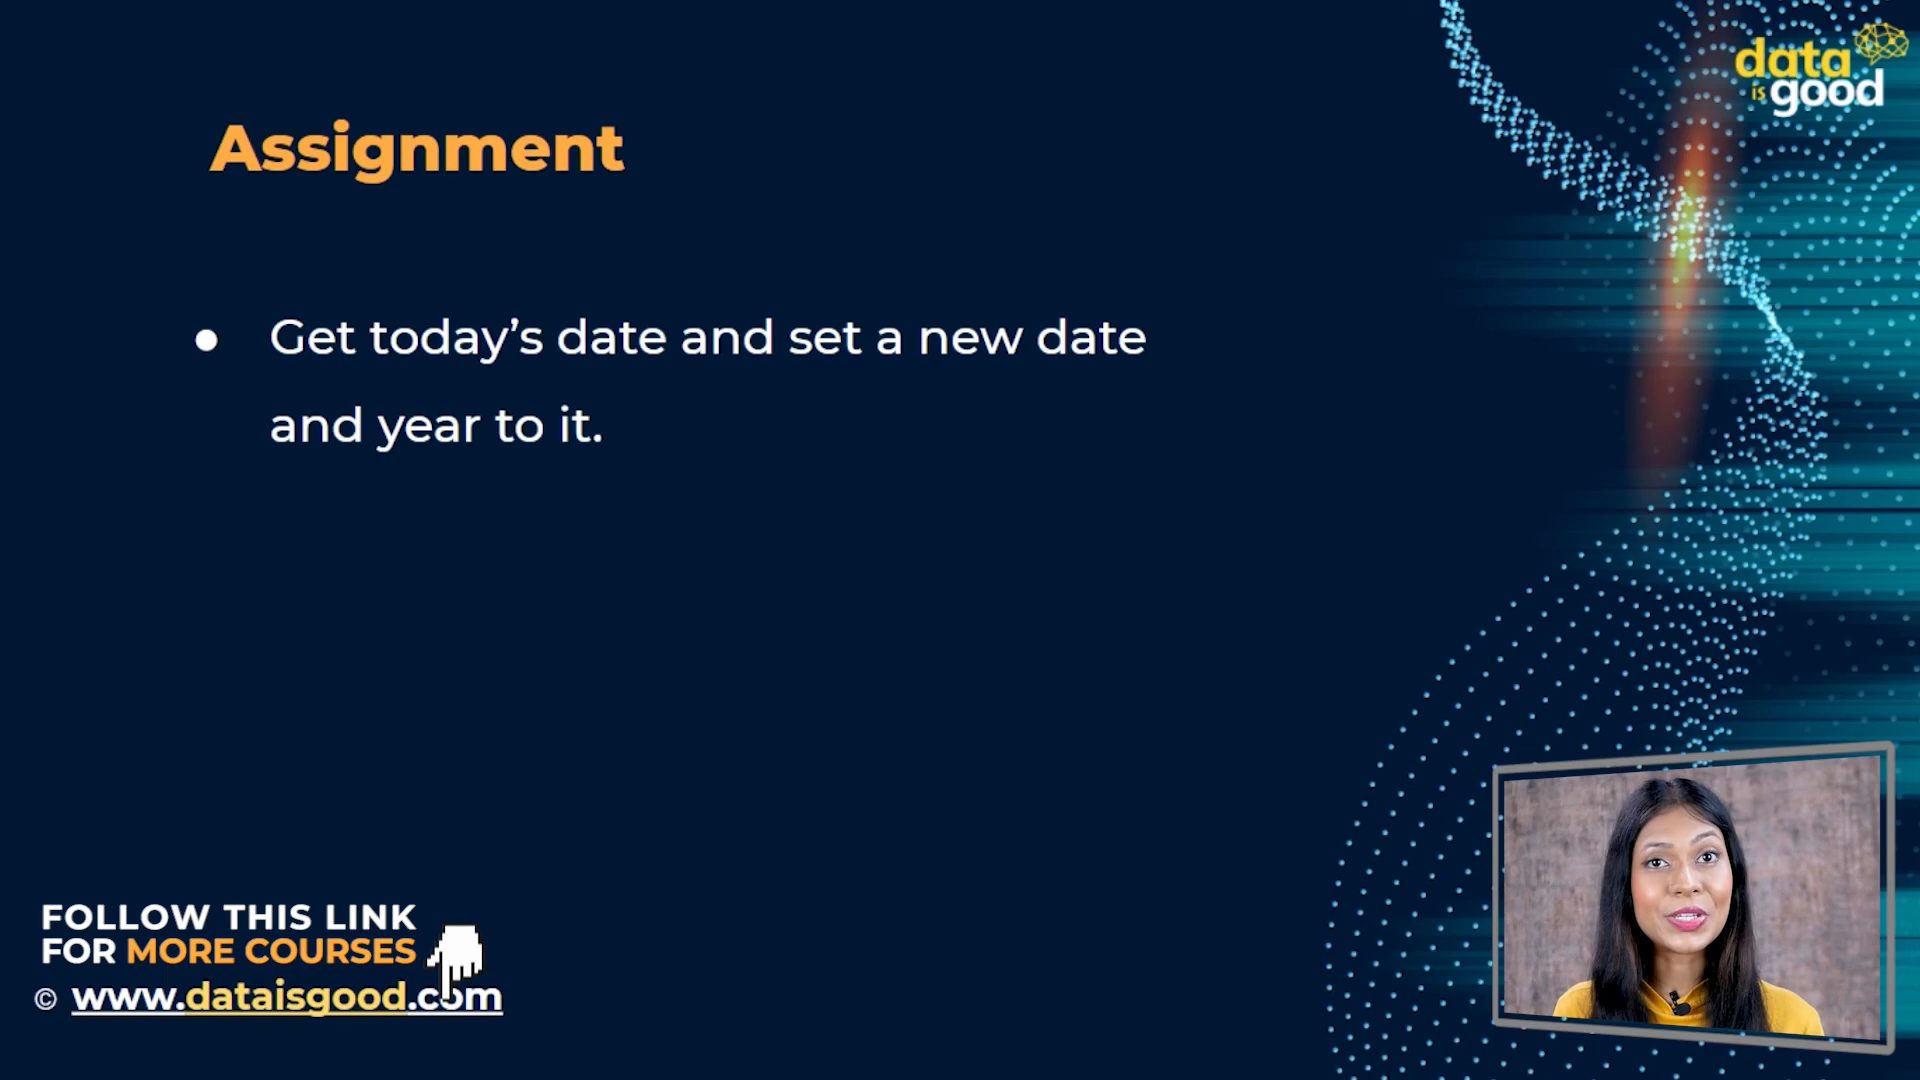 data
is good
Assignment
● Get today’s date and set a new date
and year to it.
FOLLOW THIS LINK
FOR MORE COURSES
© www.dataisgood.com